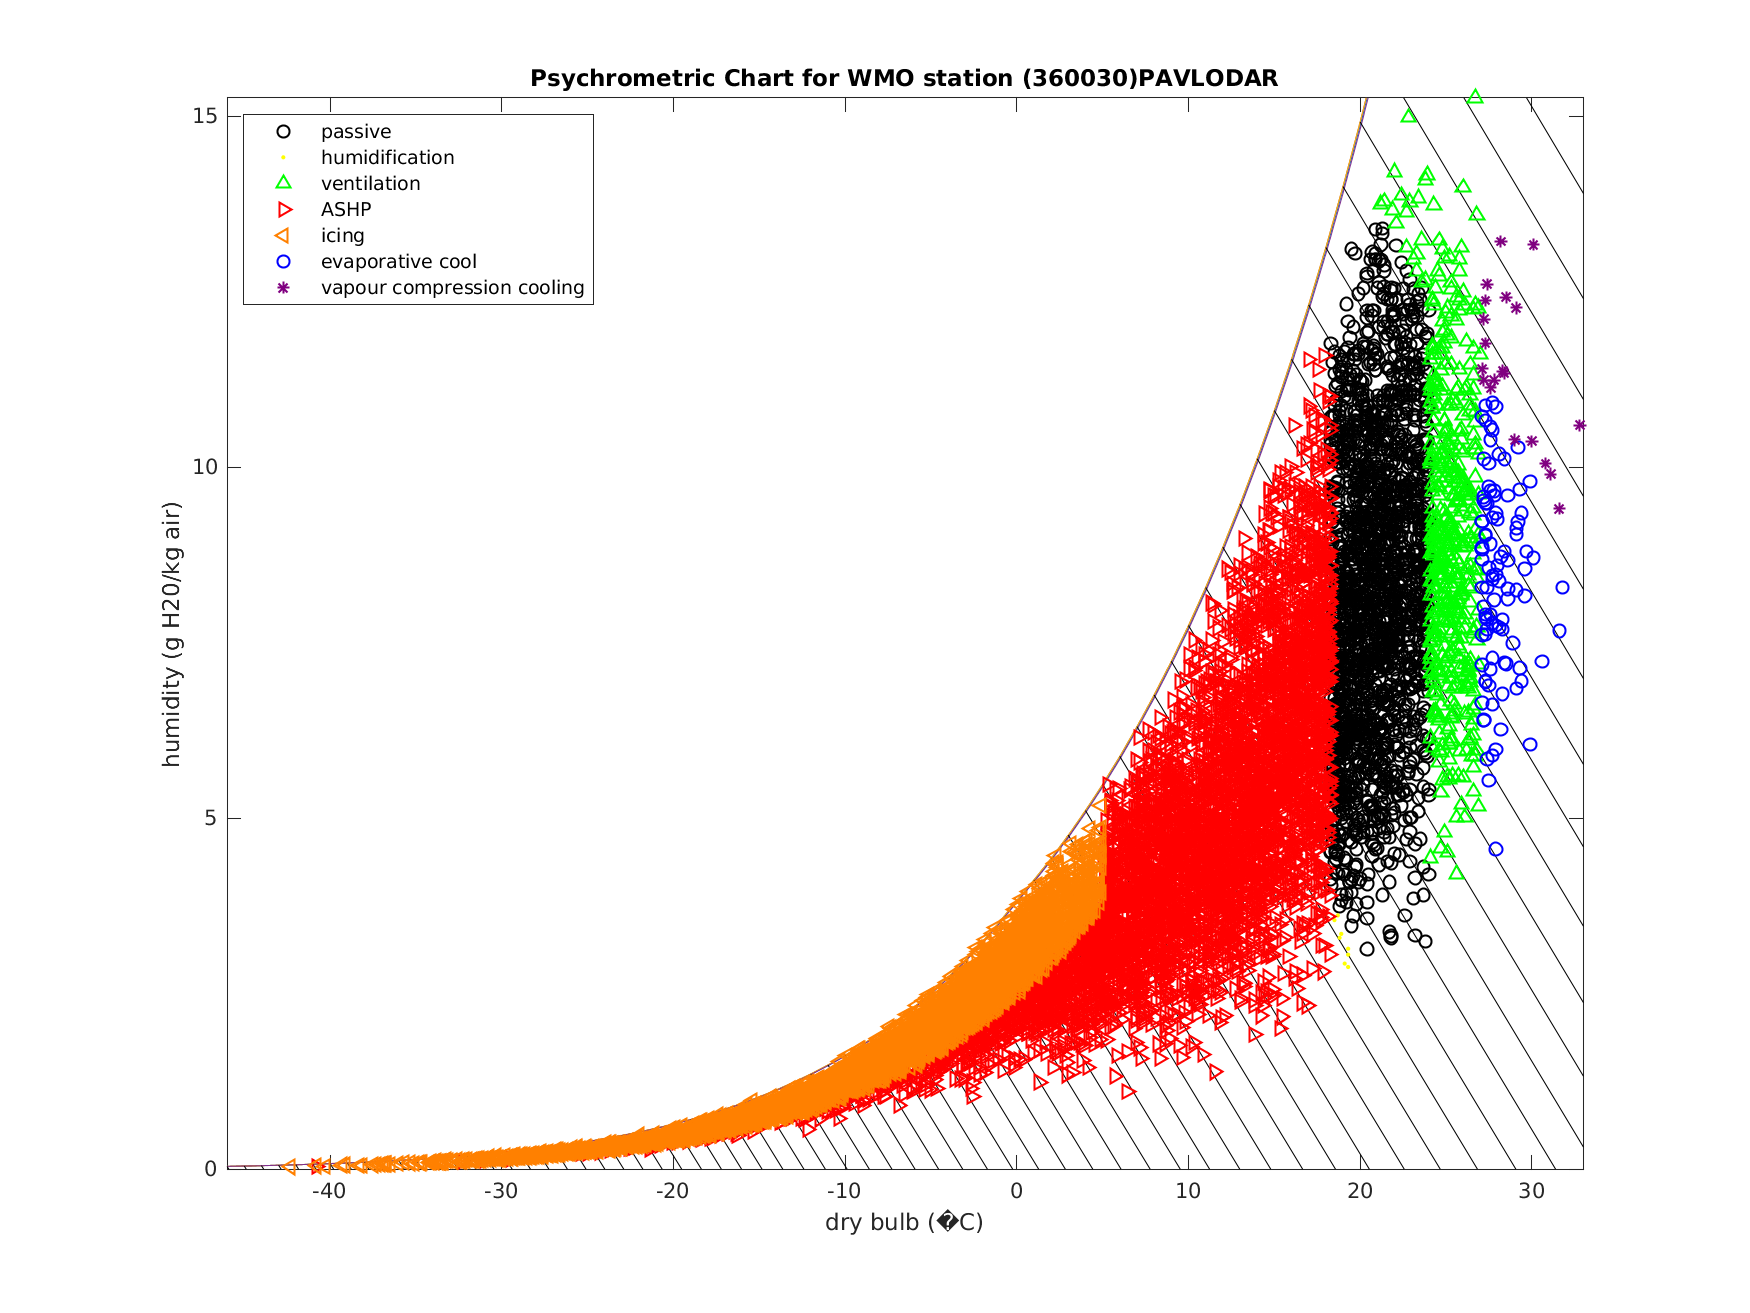 Psychrometric Chart for WMO station (360030)PAVLODAR
15
passive
humidification
ventilation
ASHP
icing
evaporative cool
vapour compression cooling
10
humidity (g H20/kg air)
5
0
-40 -30 -20 -10 0 10 20 30
dry bulb (�C)